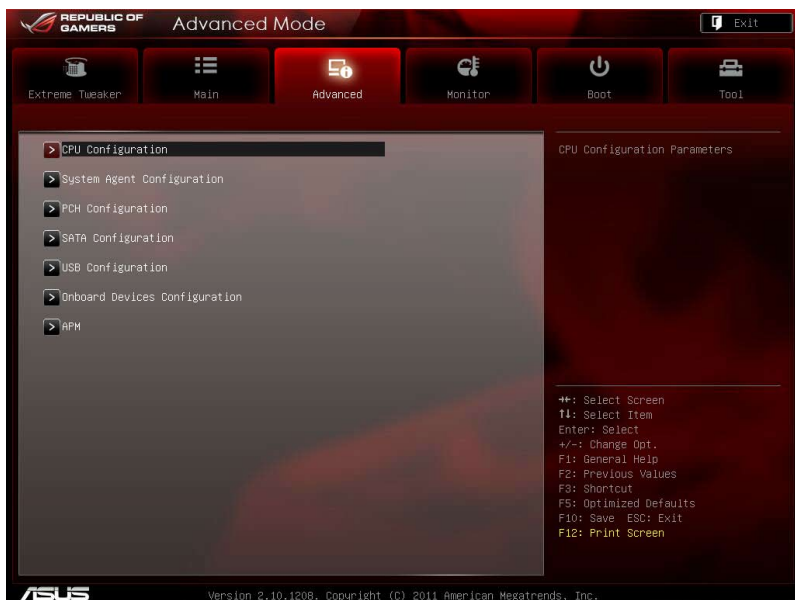 REPUBLIC OF
GAMERS
Advanced Mode
Exit
Extreme Tweaker
Main
Advanced
Monitor
Boot
Tool
> CPU Configuration
> System Agent Configuration
> PCH Configuration
> SATA Configuration
> USB Configuration
> Onboard Devices Configuration
> APM
CPU Configuration Parameters
→←: Select Screen
↑↓: Select Item
Enter: Select
+/-: Change Opt.
F1: General Help
F2: Previous Values
F3: Shortcut
F5: Optimized Defaults
F10: Save ESC: Exit
F12: Print Screen
ASUS
Version 2.10.1208. Copyright (C) 2011 American Megatrends, Inc.